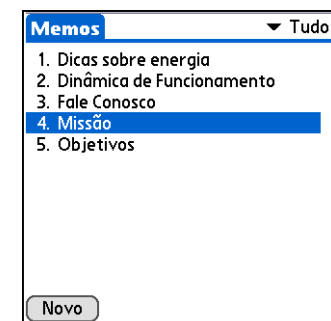 Memos Tudo
1. Dicas sobre energia
2. Dinâmica de Funcionamento
3. Fale Conosco
4. Missão
5. Objetivos
Novo